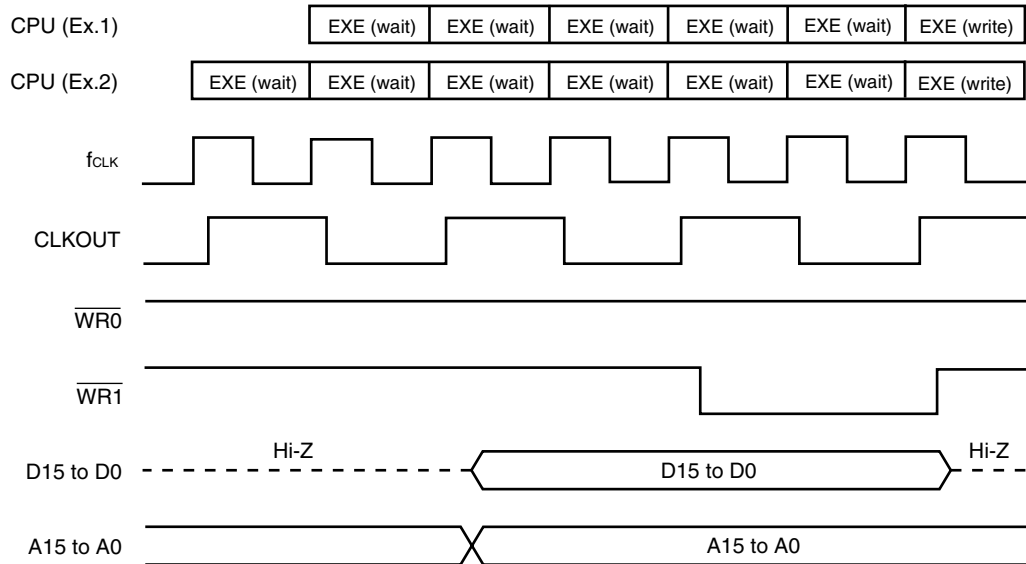 CPU (Ex.1) EXE (wait) EXE (wait) EXE (wait) EXE (wait) EXE (wait) EXE (write)
CPU (Ex.2) EXE (wait) EXE (wait) EXE (wait) EXE (wait) EXE (wait) EXE (wait) EXE (write)
fCLK
CLKOUT
WR0
WR1
Hi-Z Hi-Z
D15 to D0 D15 to D0
A15 to A0 A15 to A0